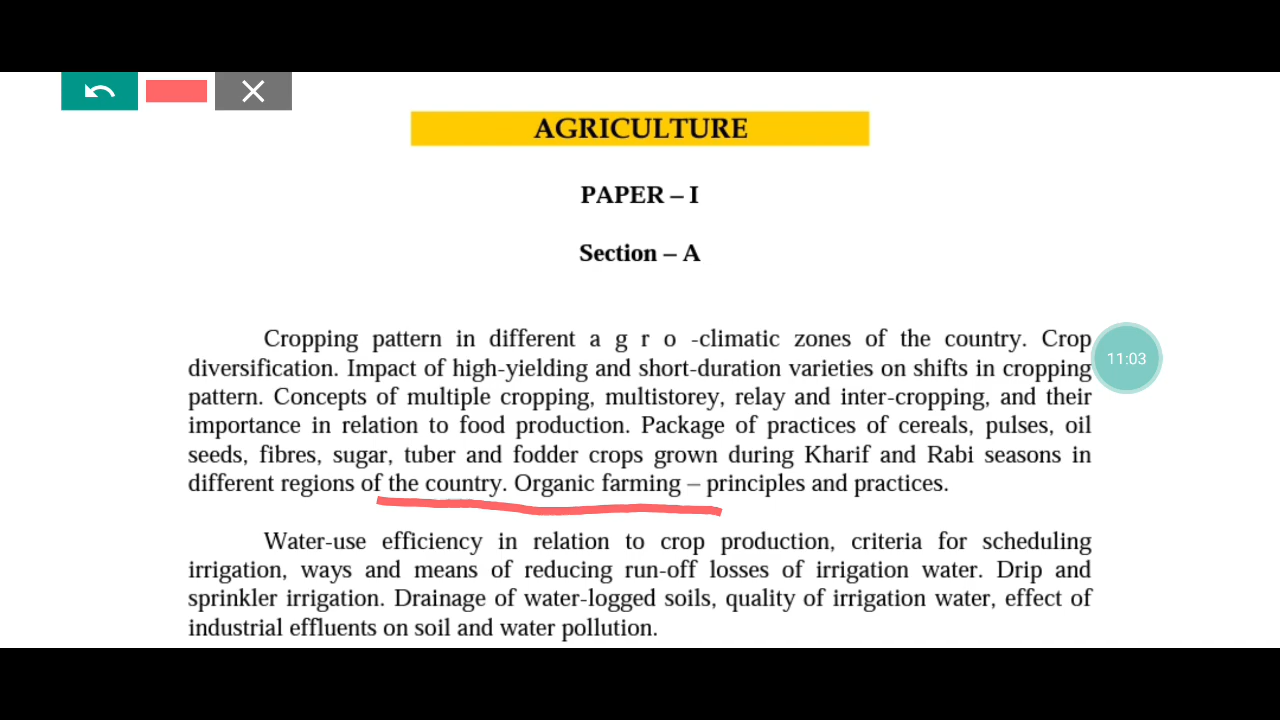 AGRICULTURE
PAPER – I
Section – A
Cropping pattern in different a g r o -climatic zones of the country. Crop
diversification. Impact of high-yielding and short-duration varieties on shifts in cropping
11:03
pattern. Concepts of multiple cropping, multistorey, relay and inter-cropping, and their
importance in relation to food production. Package of practices of cereals, pulses, oil
seeds, fibres, sugar, tuber and fodder crops grown during Kharif and Rabi seasons in
different regions of the country. Organic farming – principles and practices.
Water-use efficiency in relation to crop production, criteria for scheduling
irrigation, ways and means of reducing run-off losses of irrigation water. Drip and
sprinkler irrigation. Drainage of water-logged soils, quality of irrigation water, effect of
industrial effluents on soil and water pollution.